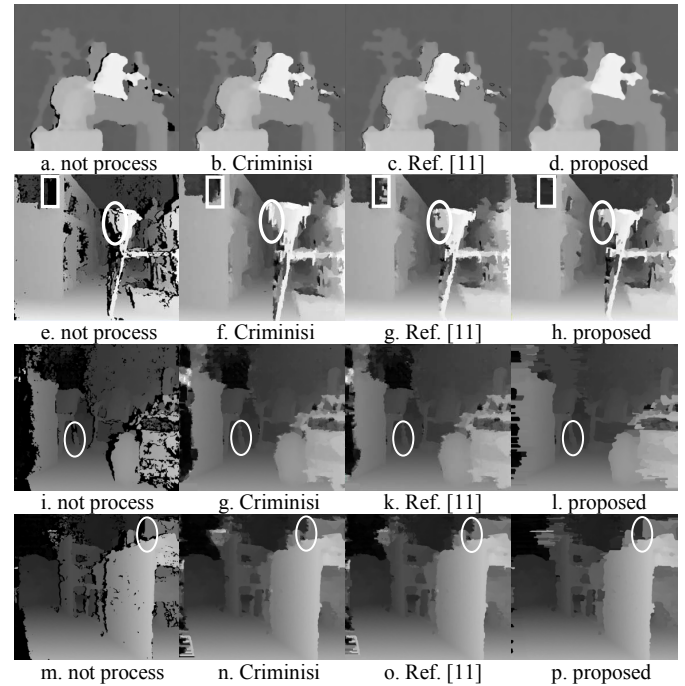 a. not process b. Criminisi c. Ref. [11] d. proposed
e. not process f. Criminisi g. Ref. [11] h. proposed
i. not process g. Criminisi k. Ref. [11] l. proposed
m. not process n. Criminisi o. Ref. [11] p. proposed